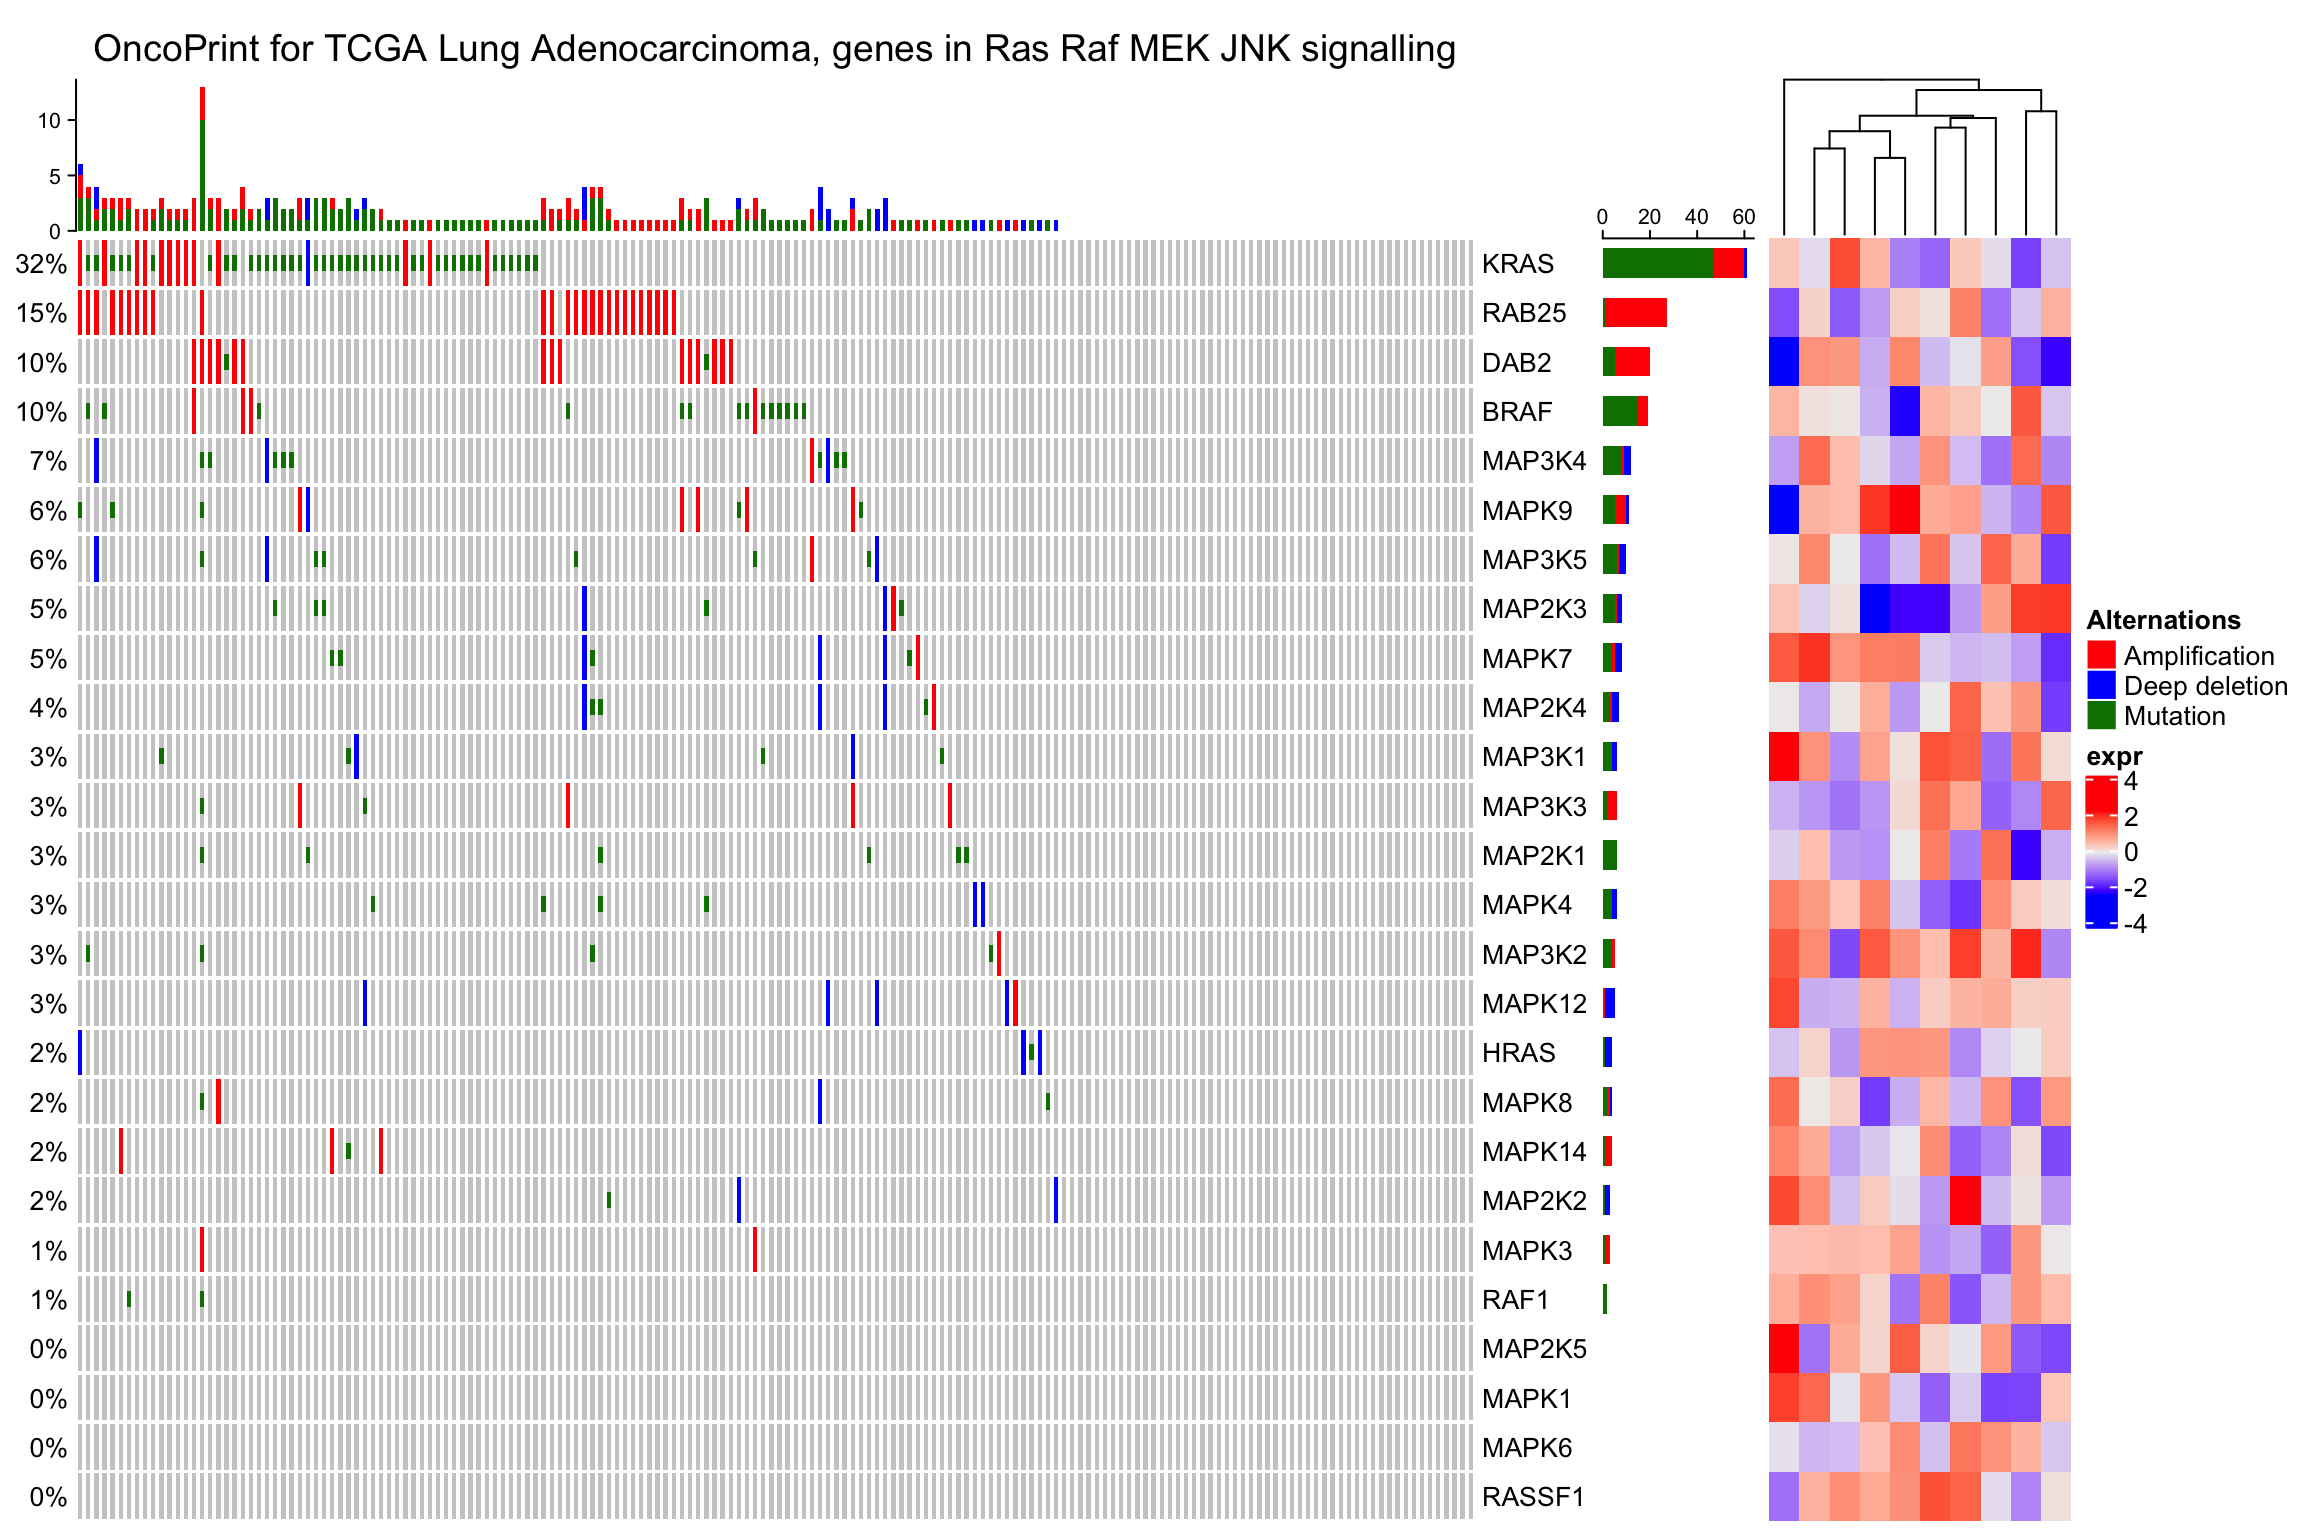 OncoPrint for TCGA Lung Adenocarcinoma, genes in Ras Raf MEK JNK signalling
10
5
0
0 20 40 60
32% KRAS
15% RAB25
10% DAB2
10% BRAF
7% MAP3K4
6% MAPK9
6% MAP3K5
5% MAP2K3
5% MAPK7
4% MAP2K4
3% MAP3K1
3% MAP3K3
3% MAP2K1
3% MAPK4
3% MAP3K2
3% MAPK12
2% HRAS
2% MAPK8
2% MAPK14
2% MAP2K2
1% MAPK3
1% RAF1
0% MAP2K5
0% MAPK1
0% MAPK6
0% RASSF1
Alternations
Amplification
Deep deletion
Mutation
expr
4
2
0
-2
-4